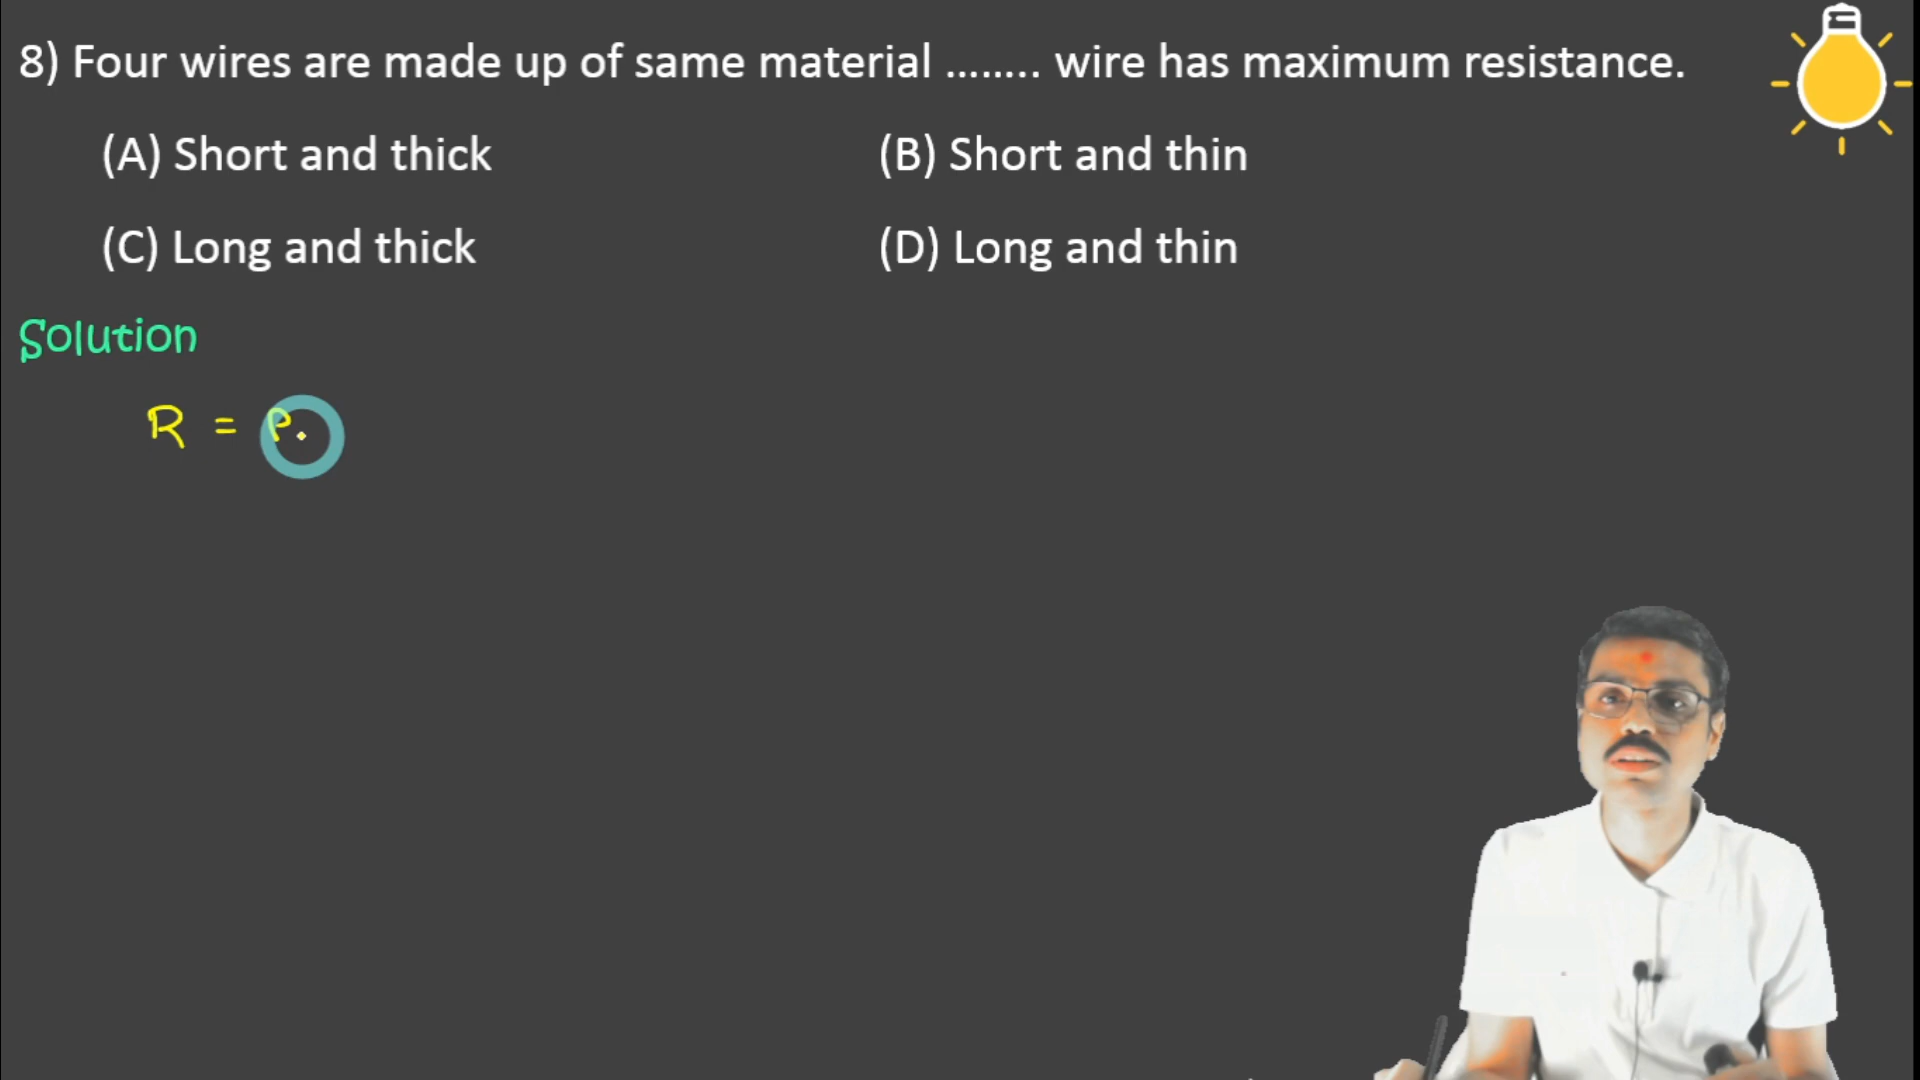 8) Four wires are made up of same material ........ wire has maximum resistance.
(A) Short and thick (B) Short and thin
(C) Long and thick (D) Long and thin
Solution
R = ρ